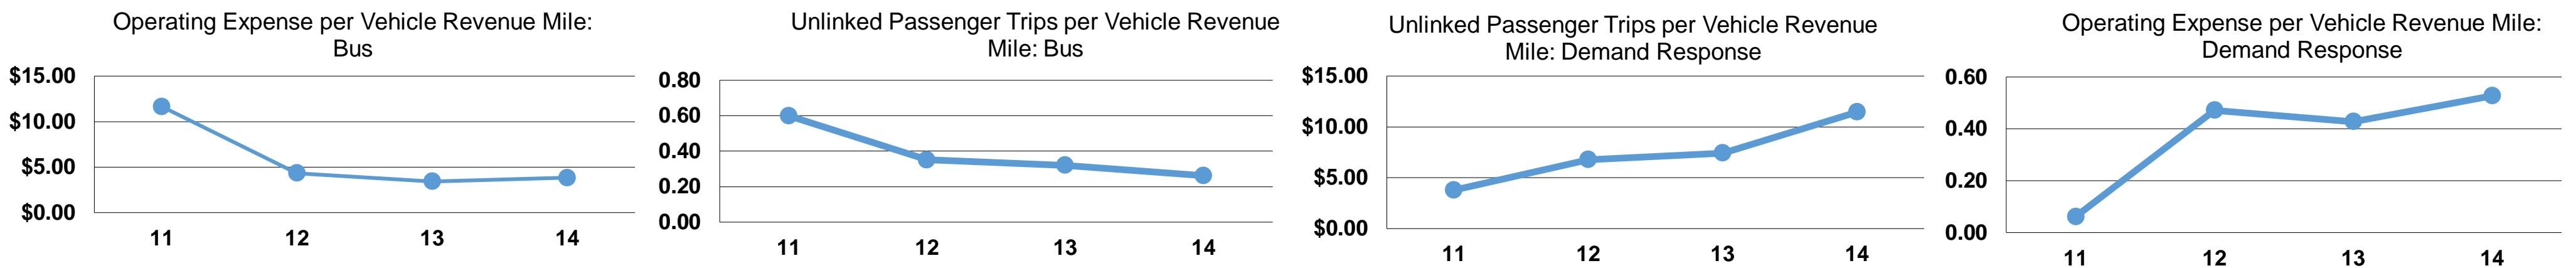 Operating Expense per Vehicle Revenue Mile:
Bus
$15.00
$10.00
$5.00
$0.00
11 12 13 14
Unlinked Passenger Trips per Vehicle Revenue
Mile: Bus
0.80
0.60
0.40
0.20
0.00
11 12 13 14
Unlinked Passenger Trips per Vehicle Revenue
Mile: Demand Response
$15.00
$10.00
$5.00
$0.00
11 12 13 14
Operating Expense per Vehicle Revenue Mile:
Demand Response
0.60
0.40
0.20
0.00
11 12 13 14